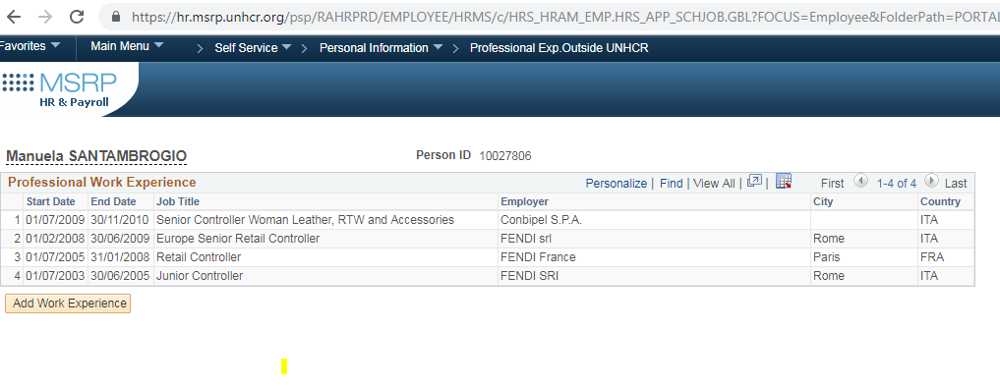 https://hr.msrp.unhcr.org/psp/RAHRPRD/EMPLOYEE/HRMS/c/HRS_HRAM_EMP.HRS_APP_SCHJOB.GBL?FOCUS=Employee&FolderPath=PORTAL
Favorites Main Menu > Self Service > Personal Information > Professional Exp.Outside UNHCR
MSRP
HR & Payroll
Manuela SANTAMBROGIO Person ID 10027806
Professional Work Experience Personalize | Find | View All | | First 1-4 of 4 Last
Start Date End Date Job Title Employer City Country
1 01/07/2009 30/11/2010 Senior Controller Woman Leather, RTW and Accessories Conbipel S.P.A. ITA
2 01/02/2008 30/06/2009 Europe Senior Retail Controller FENDI srl Rome ITA
3 01/07/2005 31/01/2008 Retail Controller FENDI France Paris FRA
4 01/07/2003 30/06/2005 Junior Controller FENDI SRl Rome ITA
Add Work Experience